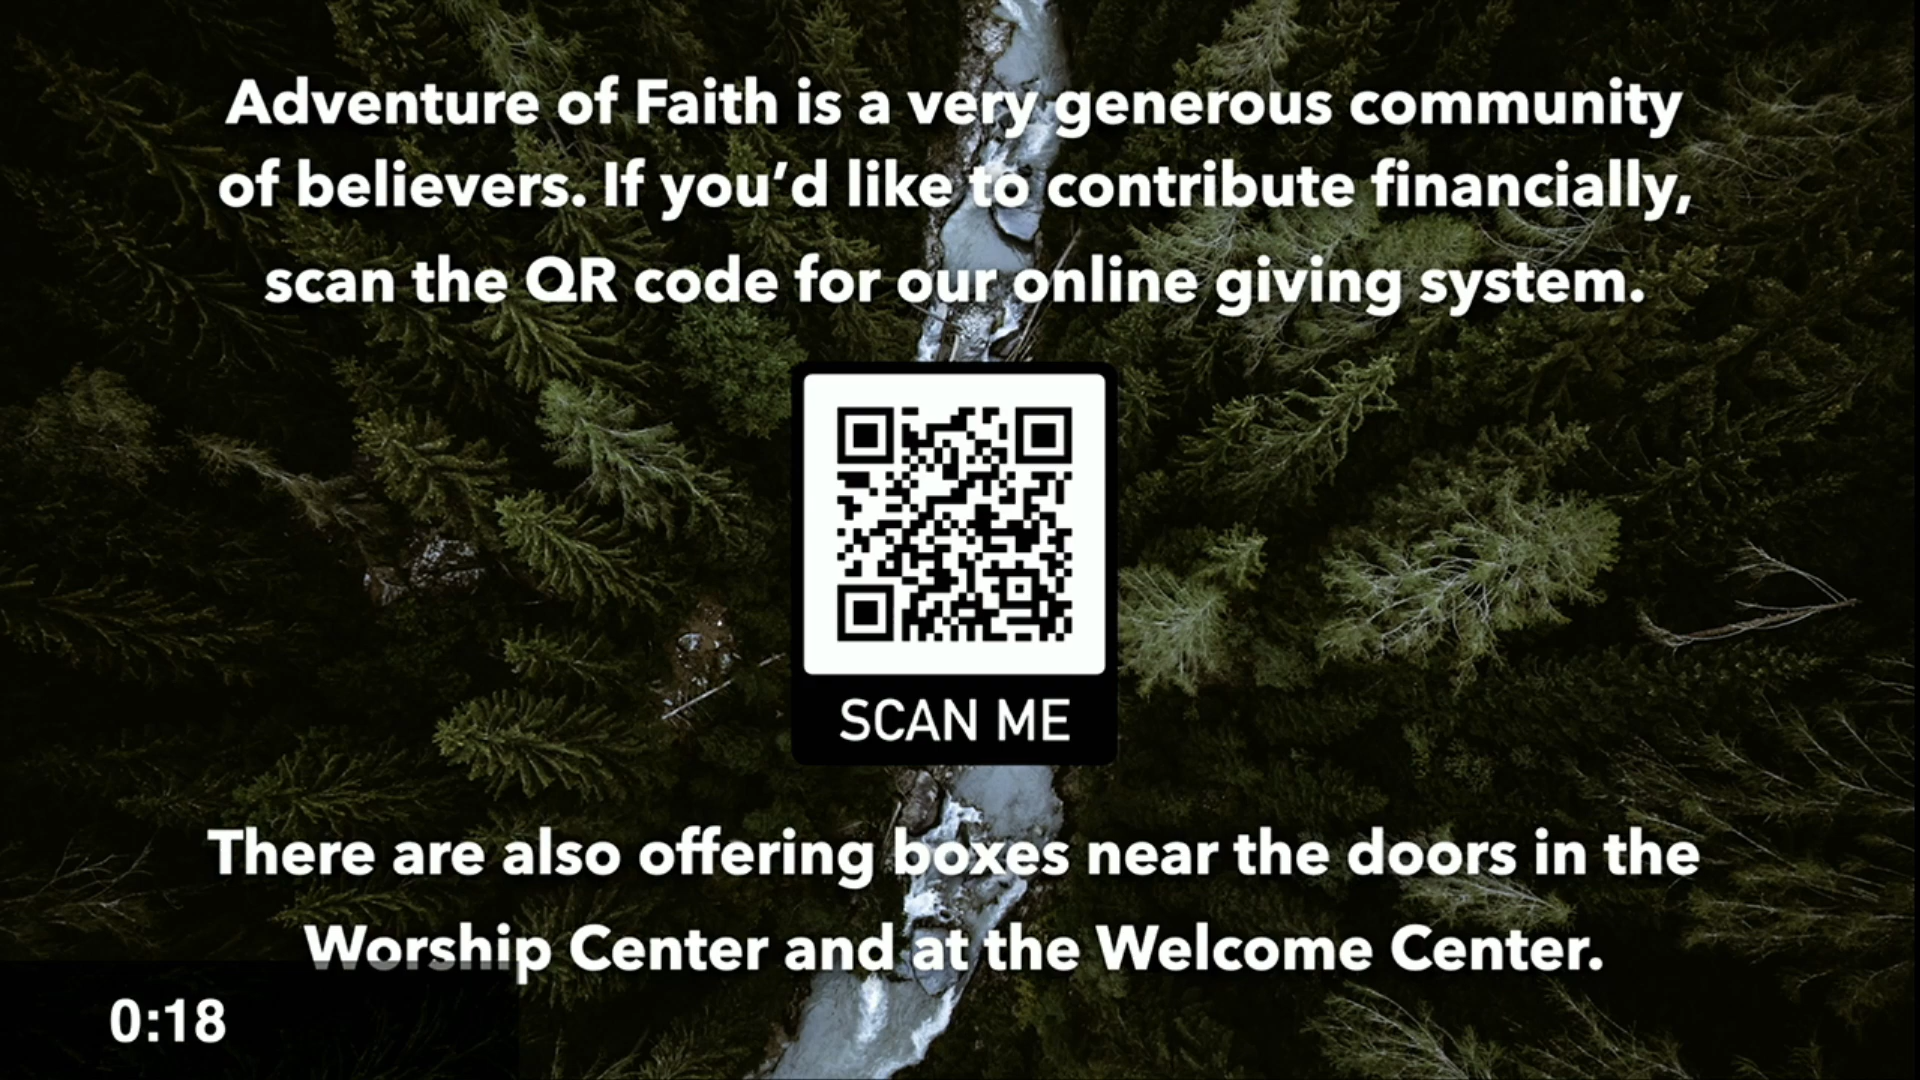 Adventure of Faith is a very generous community
of believers. If you’d like to contribute financially,
scan the QR code for our online giving system.
SCAN ME
There are also offering boxes near the doors in the
Worship Center and at the Welcome Center.
0:18